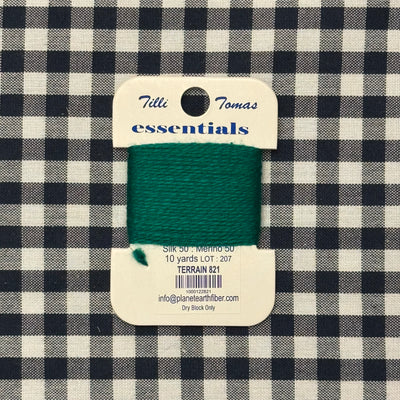 Tilli Tomas
essentials
Silk 50 : Merino 50
10 yards LOT : 207
TERRAIN 821
1000122821
info@planetearthfiber.com
Dry Block Only